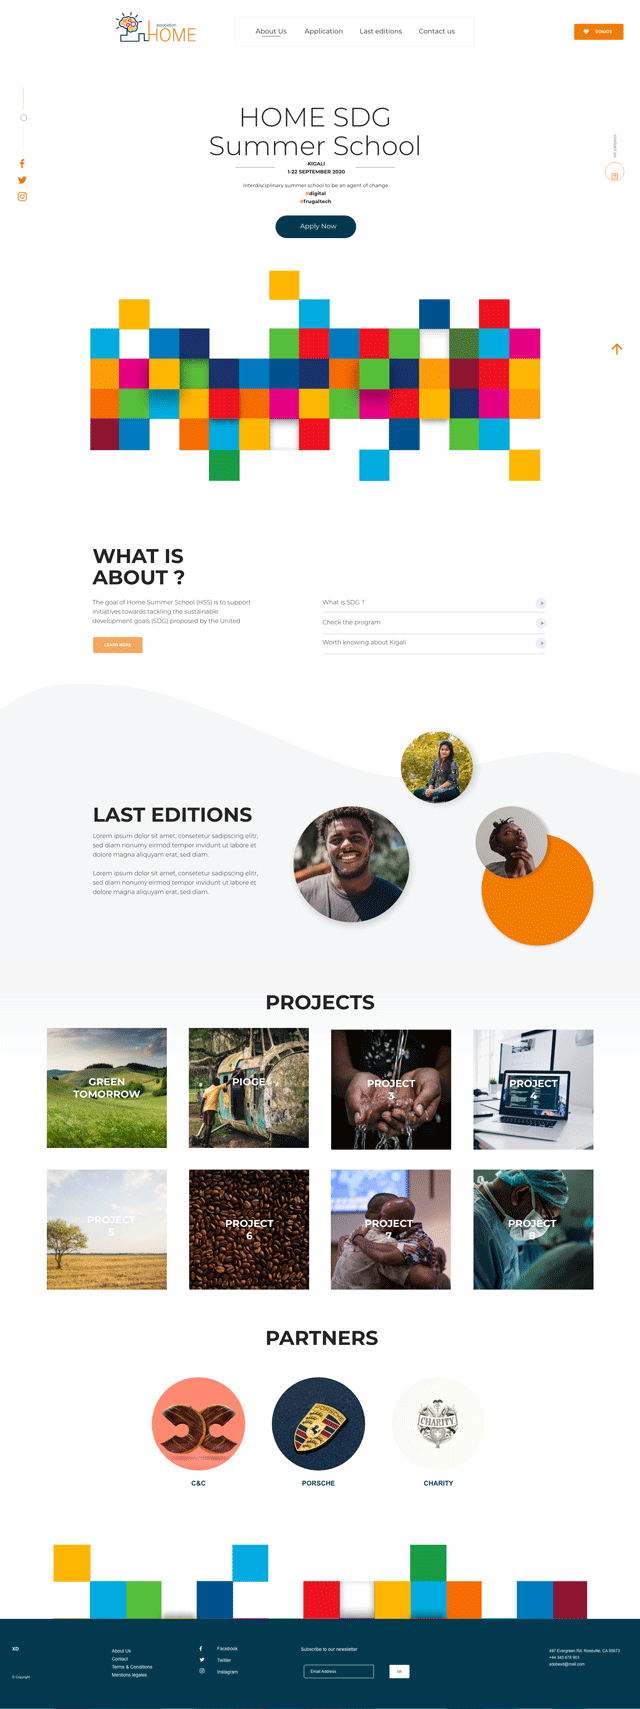 association
HOME
About Us
Application
Last editions
Contact us
DONATE
HOME SDG
Summer School
KIGALI
1-22 SEPTEMBER 2020
Interdisciplinary summer school to be an agent of change
#digital
#frugaltech
Apply Now
contact us
WHAT IS
ABOUT ?
The goal of Home Summer School (HSS) is to support
initiatives towards tackling the sustainable
development goals (SDG) proposed by the United
LEARN MORE
What is SDG ?
Check the program
Worth knowing about Kigali
LAST EDITIONS
Lorem ipsum dolor sit amet, consetetur sadipscing elitr,
sed diam nonumy eirmod tempor invidunt ut labore et
dolore magna aliquyam erat, sed diam.
Lorem ipsum dolor sit amet, consetetur sadipscing elitr,
sed diam nonumy eirmod tempor invidunt ut labore et
dolore magna aliquyam erat, sed diam.
PROJECTS
GREEN
TOMORROW
PIOGE
PROJECT
3
PROJECT
4
PROJECT
5
PROJECT
6
PROJECT
7
PROJECT
8
PARTNERS
PORSCHE
CHARITY
C&C
PORSCHE
CHARITY
XD
© Copyright
About Us
Contact
Terms & Conditions
Mentions légales
Facebook
Twitter
Instagram
Subscribe to our newsletter
Email Address
Ok
497 Evergreen Rd. Roseville, CA 95673
+44 345 678 903
adobexd@mail.com